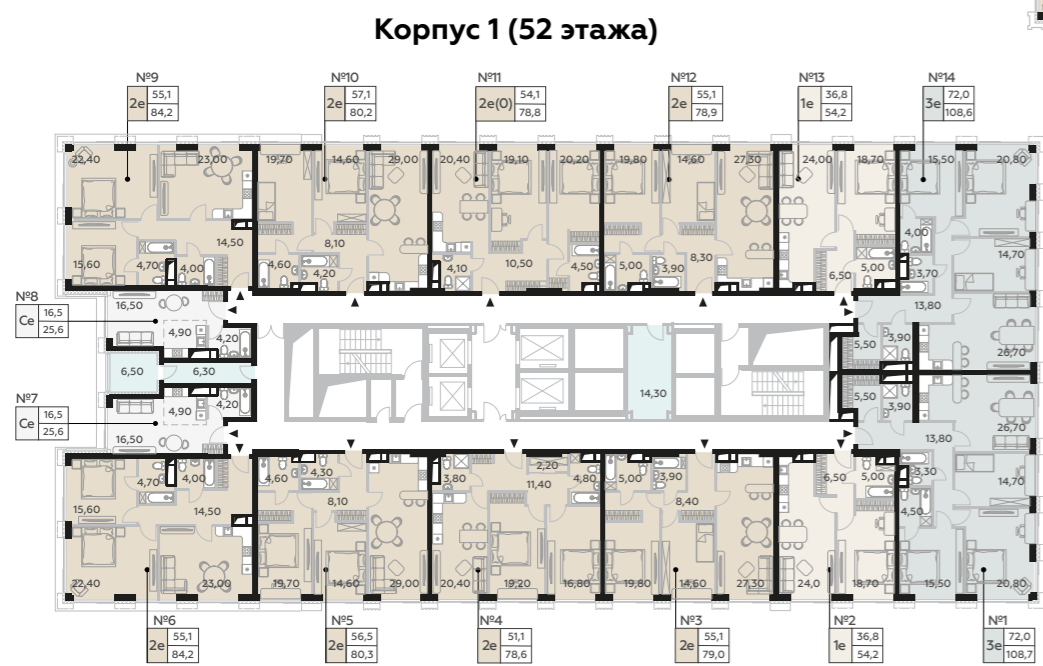 Корпус 1 (52 этажа)
№9 №10 №11 №12 №13 №14
2е 55,1 84,2
2е 57,1 80,2
2е(0) 54,1 78,8
2е 55,1 78,9
1е 36,8 54,2
3е 72,0 108,6
22,40 23,00 19,70 14,60 29,00 20,40 19,10 20,20 19,80 14,60 27,30 24,00 18,70 15,50 20,80
14,50 8,10 4,00 14,70
15,60 4,70 4,00 4,60 4,20 4,10 10,50 4,50 5,00 3,90 8,30 6,50 5,00 3,70
№8
Се 16,5 25,6
16,50 4,90 4,20 13,80
5,50 3,90 26,70
6,50 6,30 14,30
№7
Се 16,5 25,6
4,90 4,20 5,50 3,90
16,50 13,80 26,70
4,70 4,00 4,60 4,30 3,80 2,20 11,40 4,80 5,00 3,90 6,50 5,00 3,30
15,60 14,50 8,10 8,40 4,50 14,70
22,40 23,00 19,70 14,60 29,00 20,40 19,20 16,80 19,80 14,60 27,30 24,0 18,70 15,50 20,80
№6 №5 №4 №3 №2 №1
2е 55,1 84,2
2е 56,5 80,3
2е 51,1 78,6
2е 55,1 79,0
1е 36,8 54,2
3е 72,0 108,7